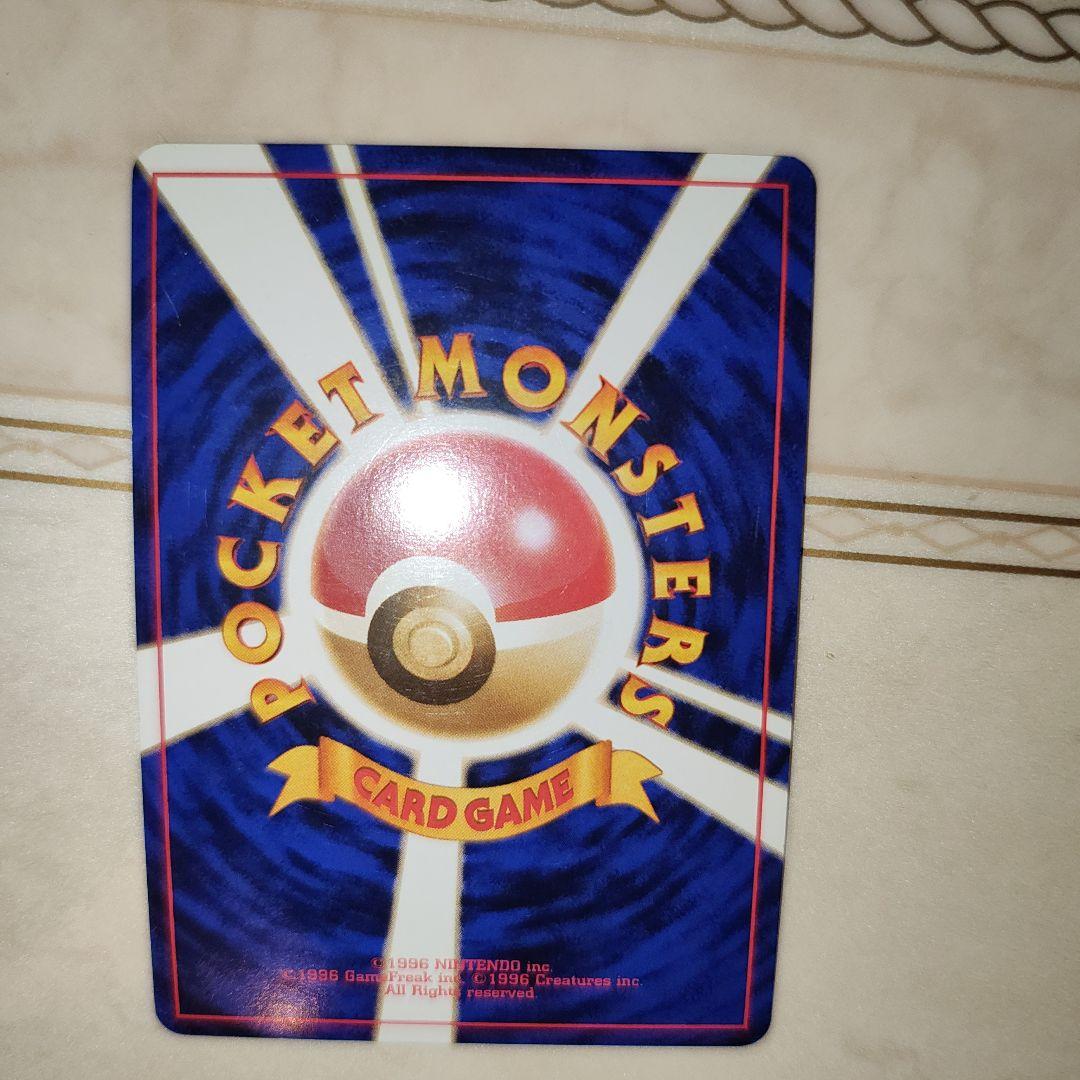 POCKET MONSTERS
CARD GAME
©1996 NINTENDO inc.
©1996 GameFreak inc. ©1996 Creatures inc.
All Rights reserved.